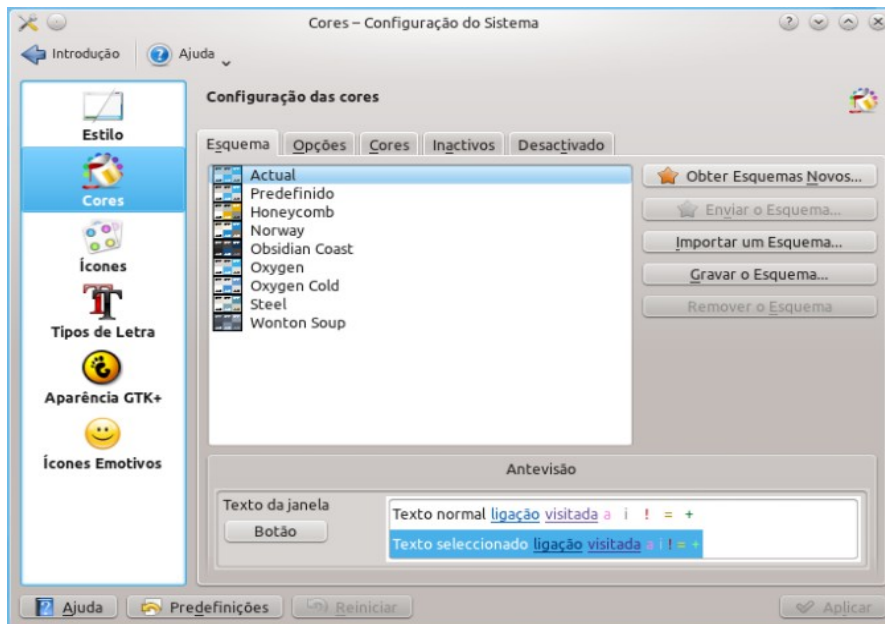 Cores – Configuração do Sistema
Introdução
Ajuda
Configuração das cores
Estilo
Cores
Ícones
Tipos de Letra
Aparência GTK+
Ícones Emotivos
Esquema Opções Cores Inactivos Desactivado
Actual
Predefinido
Honeycomb
Norway
Obsidian Coast
Oxygen
Oxygen Cold
Steel
Wonton Soup
Obter Esquemas Novos...
Enviar o Esquema...
Importar um Esquema...
Gravar o Esquema...
Remover o Esquema
Antevisão
Texto da janela
Botão
Texto normal ligação visitada a i ! = +
Texto seleccionado ligação visitada a i ! = +
Ajuda Predefinições Reiniciar Aplicar